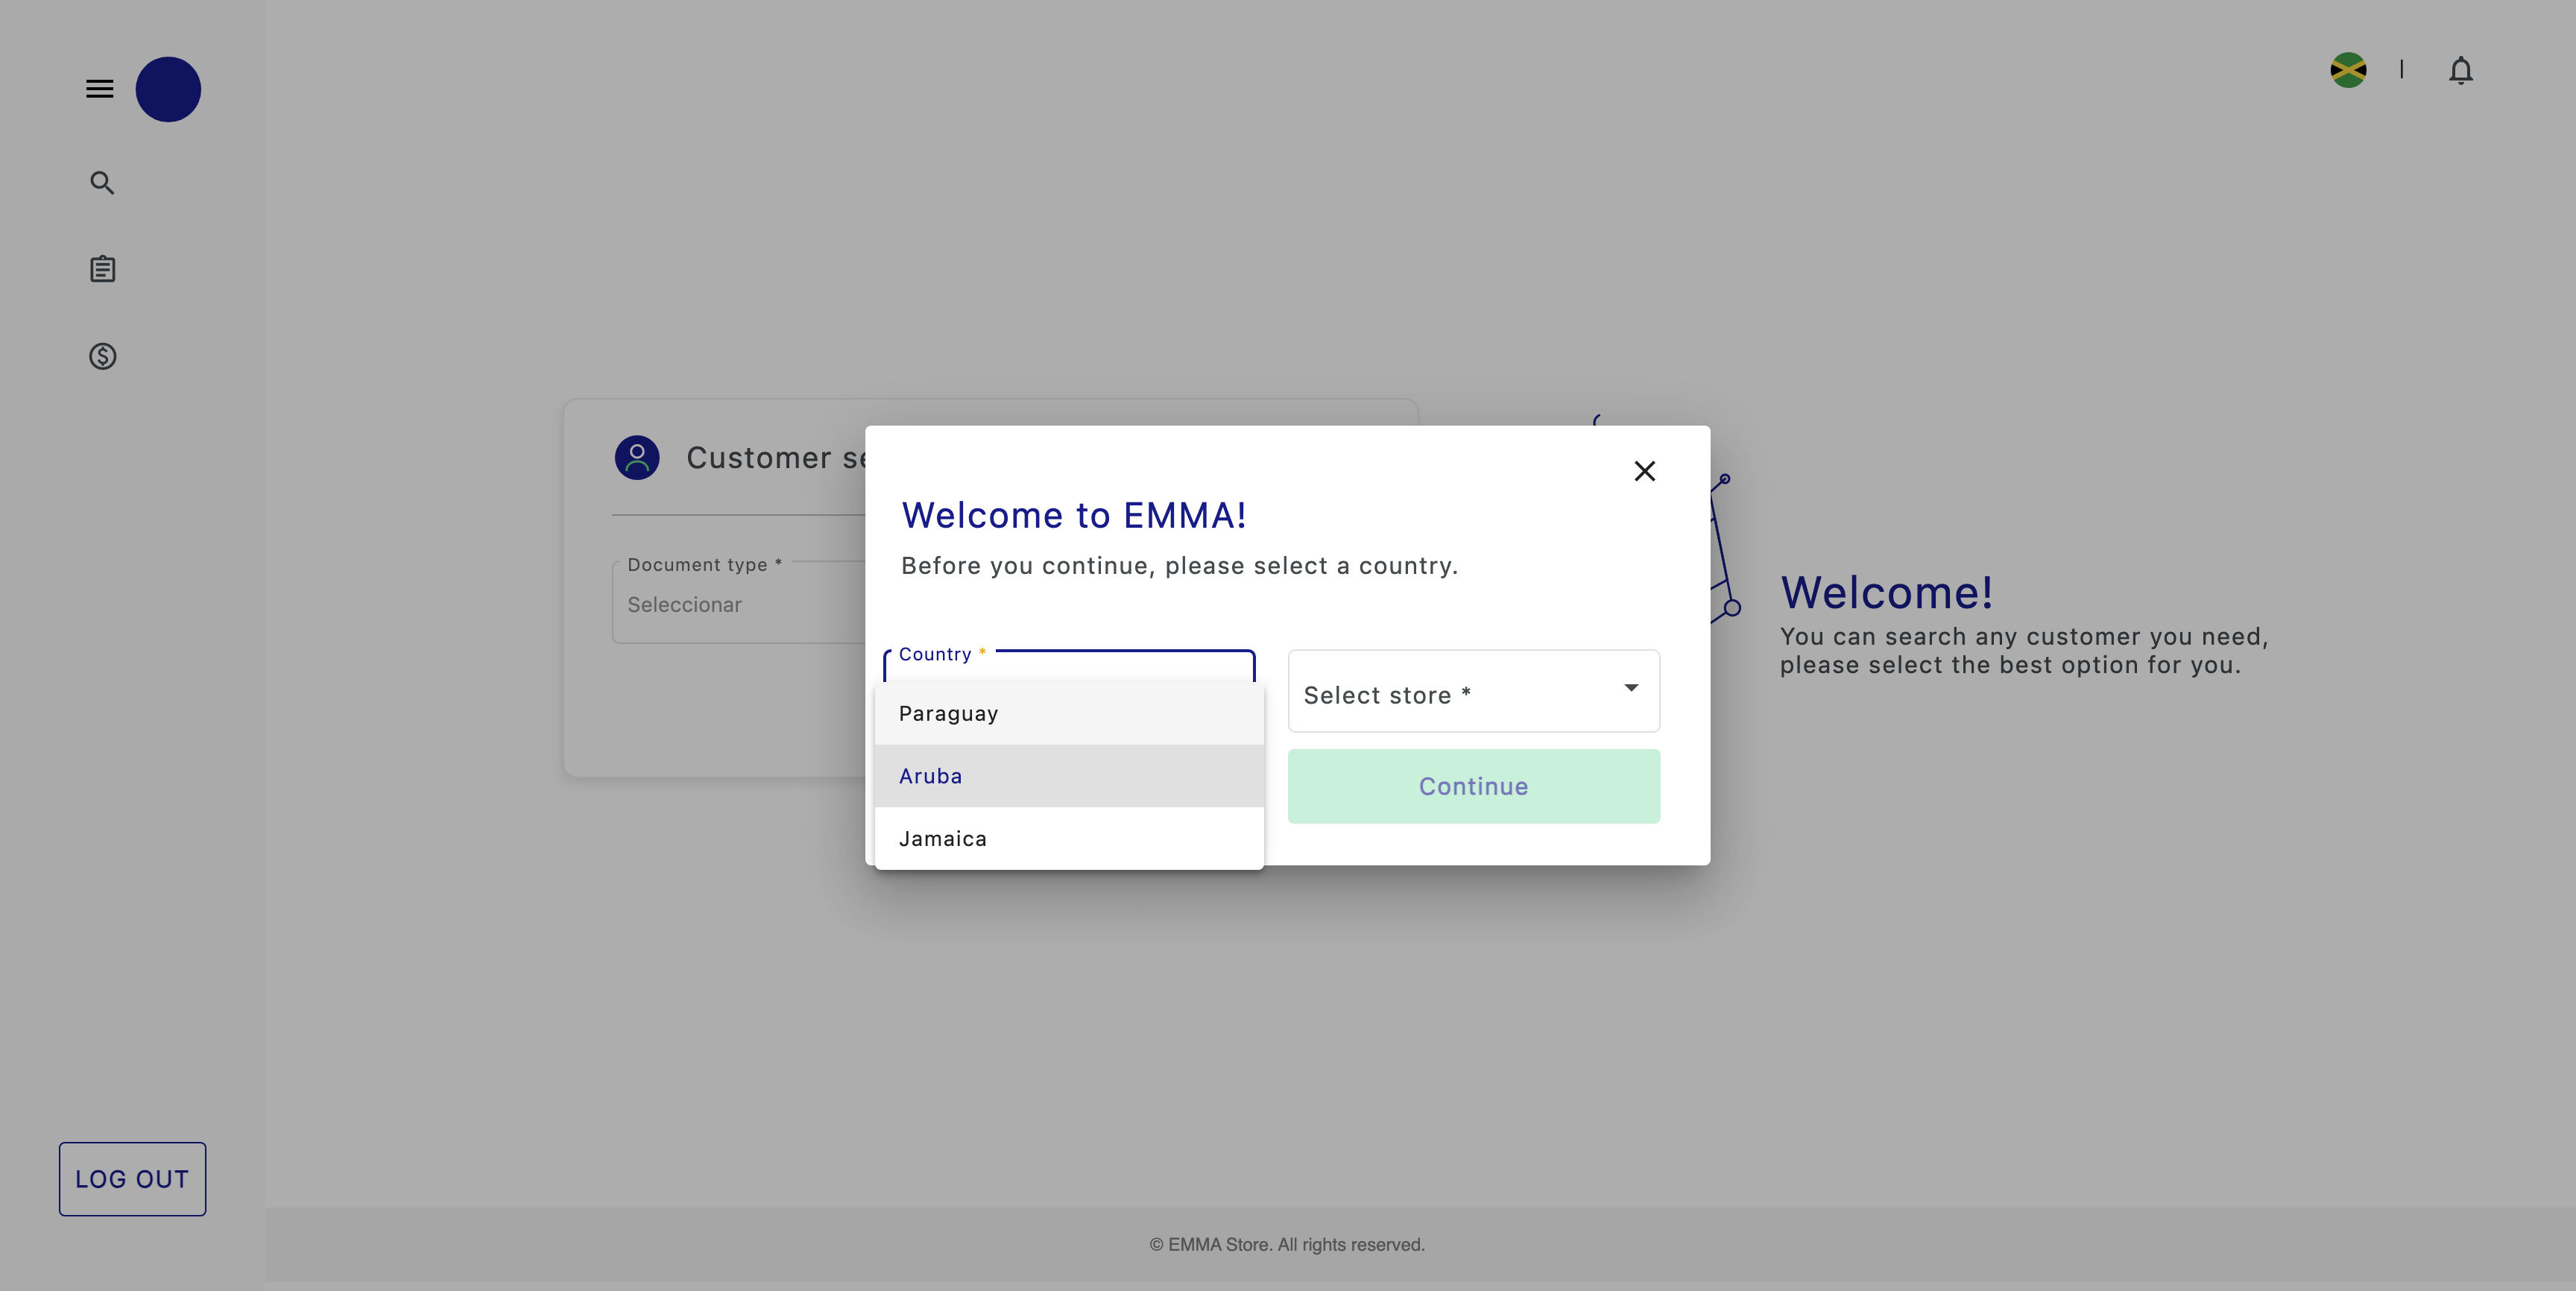 Customer se
Document type *
Seleccionar
Welcome to EMMA!
Before you continue, please select a country.
Country *
Paraguay
Aruba
Jamaica
Select store *
Continue
Welcome!
You can search any customer you need,
please select the best option for you.
LOG OUT
© EMMA Store. All rights reserved.